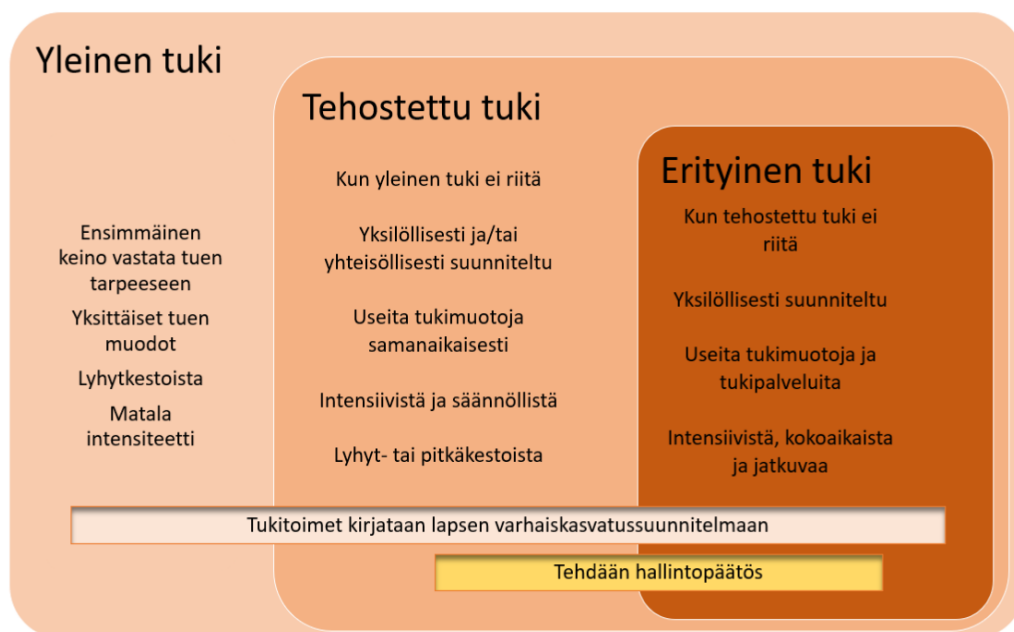 Yleinen tuki
Ensimmäinen
keino vastata tuen
tarpeeseen
Yksittäiset tuen
muodot
Lyhytkestoista
Matala
intensiteetti
Tehostettu tuki
Kun yleinen tuki ei riitä
Yksilöllisesti ja/tai
yhteisöllisesti suunniteltu
Useita tukimuotoja
samanaikaisesti
Intensiivistä ja säännöllistä
Lyhyt- tai pitkäkestoista
Erityinen tuki
Kun tehostettu tuki ei
riitä
Yksilöllisesti suunniteltu
Useita tukimuotoja ja
tukipalveluita
Intensiivistä, kokoaikaista
ja jatkuvaa
Tukitoimet kirjataan lapsen varhaiskasvatussuunnitelmaan
Tehdään hallintopäätös